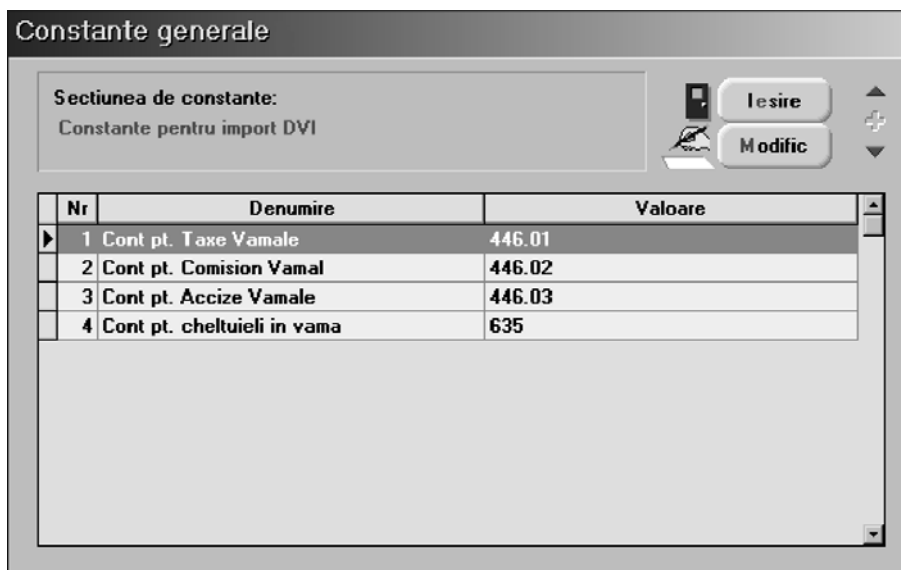 Constante generale
Sectiunea de constante:
Constante pentru import DVI
Iesire
Modific
Nr Denumire Valoare
1 Cont pt. Taxe Vamale 446.01
2 Cont pt. Comision Vamal 446.02
3 Cont pt. Accize Vamale 446.03
4 Cont pt. cheltuieli in vama 635